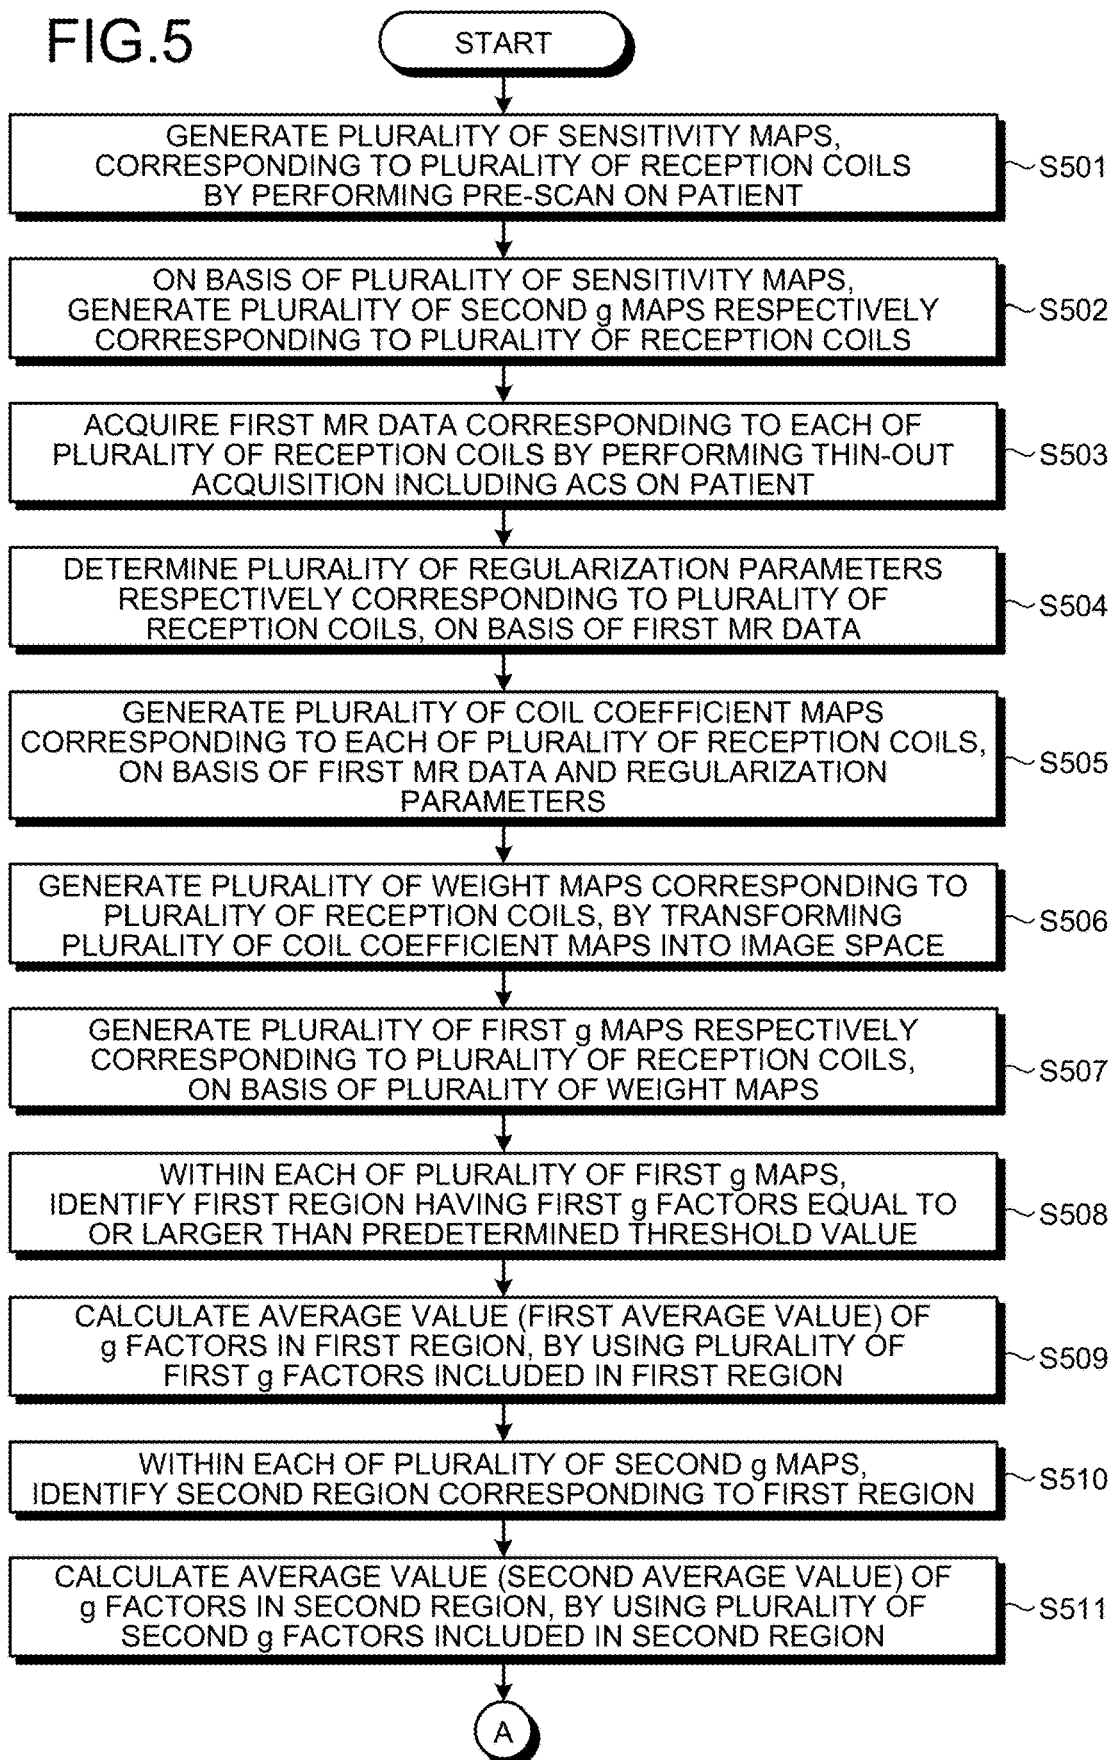 FIG.5
START
GENERATE PLURALITY OF SENSITIVITY MAPS,
CORRESPONDING TO PLURALITY OF RECEPTION COILS
BY PERFORMING PRE-SCAN ON PATIENT
S501
ON BASIS OF PLURALITY OF SENSITIVITY MAPS,
GENERATE PLURALITY OF SECOND g MAPS RESPECTIVELY
CORRESPONDING TO PLURALITY OF RECEPTION COILS
S502
ACQUIRE FIRST MR DATA CORRESPONDING TO EACH OF
PLURALITY OF RECEPTION COILS BY PERFORMING THIN-OUT
ACQUISITION INCLUDING ACS ON PATIENT
S503
DETERMINE PLURALITY OF REGULARIZATION PARAMETERS
RESPECTIVELY CORRESPONDING TO PLURALITY OF
RECEPTION COILS, ON BASIS OF FIRST MR DATA
S504
GENERATE PLURALITY OF COIL COEFFICIENT MAPS
CORRESPONDING TO EACH OF PLURALITY OF RECEPTION COILS,
ON BASIS OF FIRST MR DATA AND REGULARIZATION
PARAMETERS
S505
GENERATE PLURALITY OF WEIGHT MAPS CORRESPONDING TO
PLURALITY OF RECEPTION COILS, BY TRANSFORMING
PLURALITY OF COIL COEFFICIENT MAPS INTO IMAGE SPACE
S506
GENERATE PLURALITY OF FIRST g MAPS RESPECTIVELY
CORRESPONDING TO PLURALITY OF RECEPTION COILS,
ON BASIS OF PLURALITY OF WEIGHT MAPS
S507
WITHIN EACH OF PLURALITY OF FIRST g MAPS,
IDENTIFY FIRST REGION HAVING FIRST g FACTORS EQUAL TO
OR LARGER THAN PREDETERMINED THRESHOLD VALUE
S508
CALCULATE AVERAGE VALUE (FIRST AVERAGE VALUE) OF
g FACTORS IN FIRST REGION, BY USING PLURALITY OF
FIRST g FACTORS INCLUDED IN FIRST REGION
S509
WITHIN EACH OF PLURALITY OF SECOND g MAPS,
IDENTIFY SECOND REGION CORRESPONDING TO FIRST REGION
S510
CALCULATE AVERAGE VALUE (SECOND AVERAGE VALUE) OF
g FACTORS IN SECOND REGION, BY USING PLURALITY OF
SECOND g FACTORS INCLUDED IN SECOND REGION
S511
A